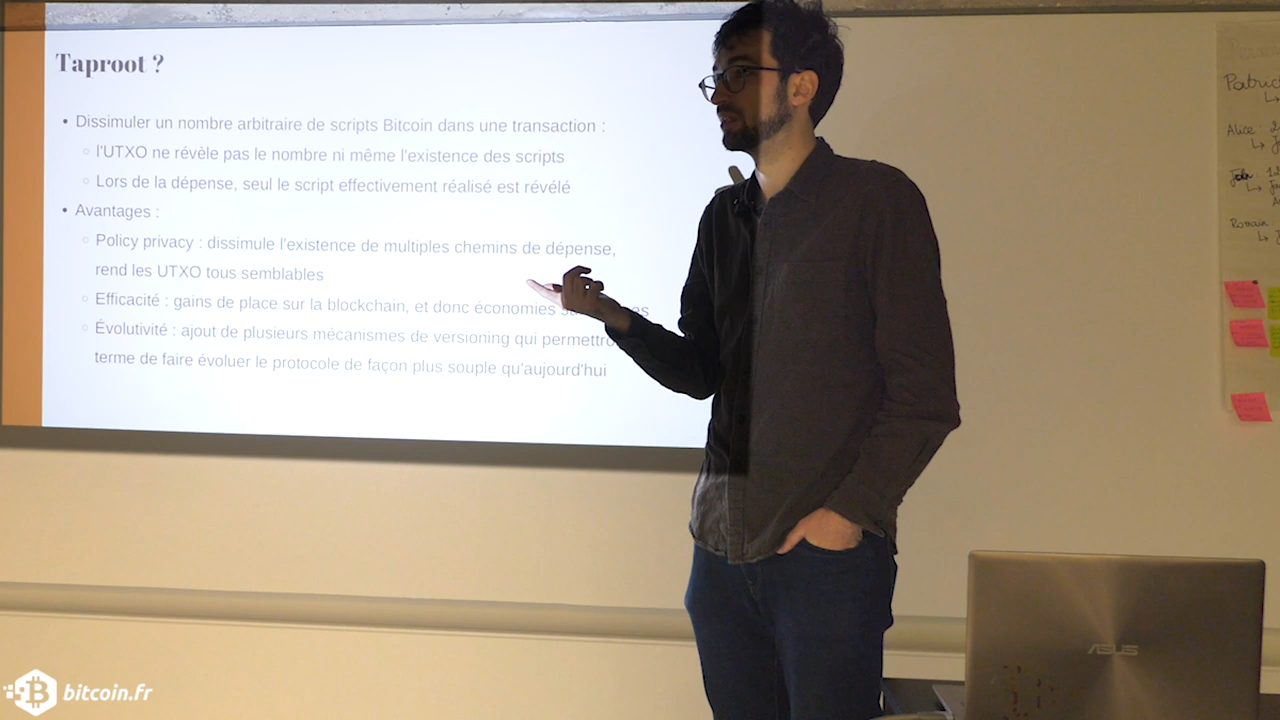 Taproot ?
• Dissimuler un nombre arbitraire de scripts Bitcoin dans une transaction :
○ l'UTXO ne révèle pas le nombre ni même l'existence des scripts
○ Lors de la dépense, seul le script effectivement réalisé est révélé
• Avantages :
○ Policy privacy : dissimule l'existence de multiples chemins de dépense,
rend les UTXO tous semblables
○ Efficacité : gains de place sur la blockchain, et donc économies
○ Évolutivité : ajout de plusieurs mécanismes de versioning qui
terme de faire évoluer le protocole de façon plus souple qu'aujourd'hui
Alice :
John
Romain
ASUS
bitcoin.fr